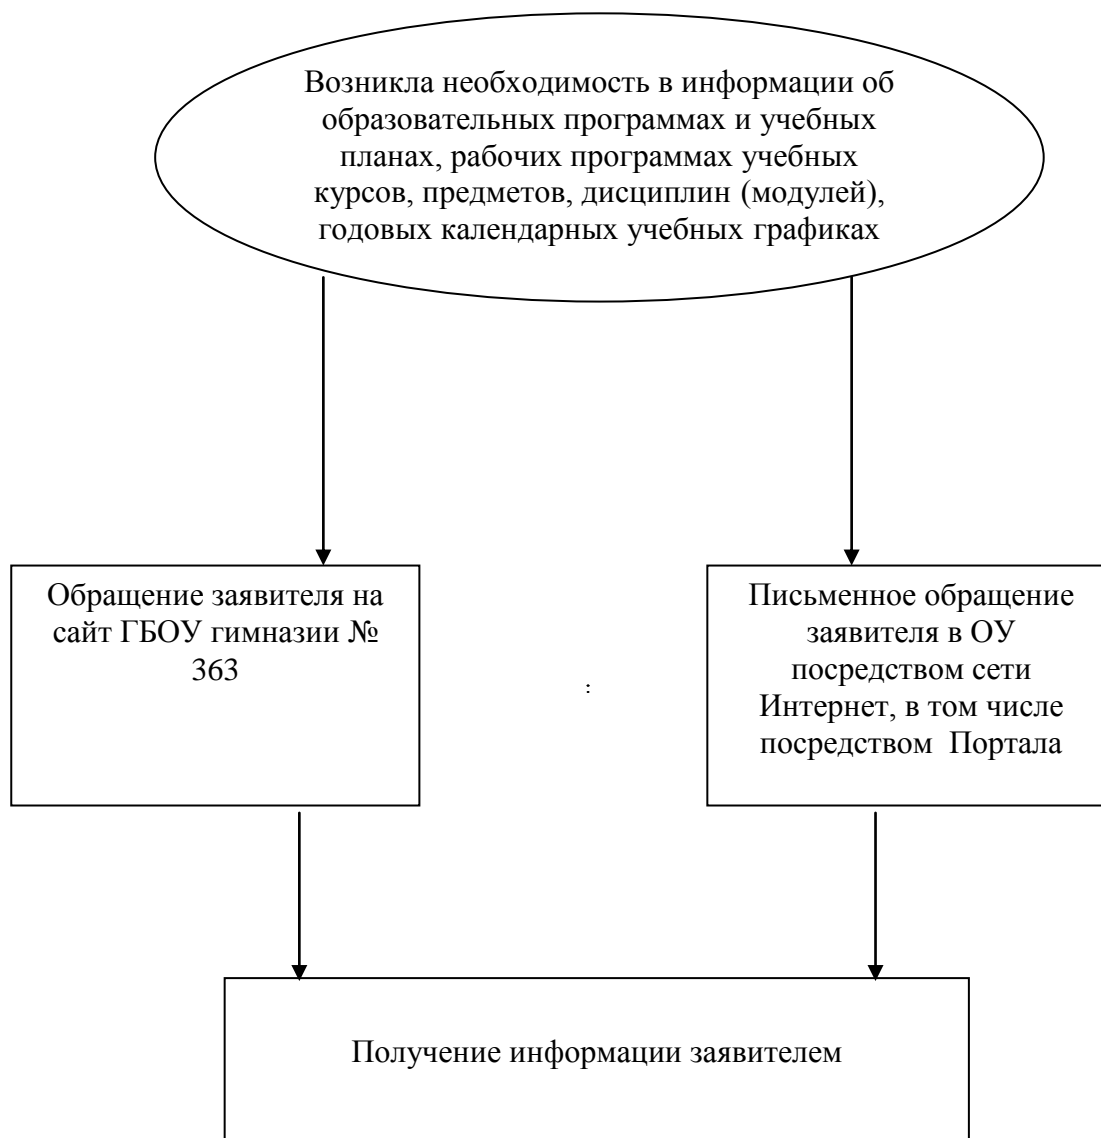 Возникла необходимость в информации об
образовательных программах и учебных
планах, рабочих программах учебных
курсов, предметов, дисциплин (модулей),
годовых календарных учебных графиках
Обращение заявителя на
сайт ГБОУ гимназии №
363
:
Письменное обращение
заявителя в ОУ
посредством сети
Интернет, в том числе
посредством Портала
Получение информации заявителем